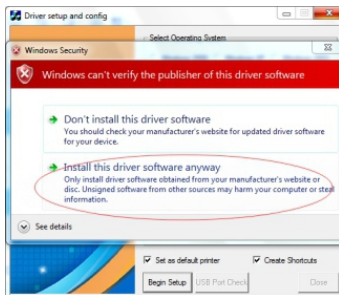 Driver setup and config
Select Operating System
Windows Security
Windows can't verify the publisher of this driver software
Don't install this driver software
You should check your manufacturer's website for updated driver software
for your device.
Install this driver software anyway
Only install driver software obtained from your manufacturer's website or
disc. Unsigned software from other sources may harm your computer or steal
information.
See details
Set as default printer Create Shortcuts
Begin Setup USB Port Check Close